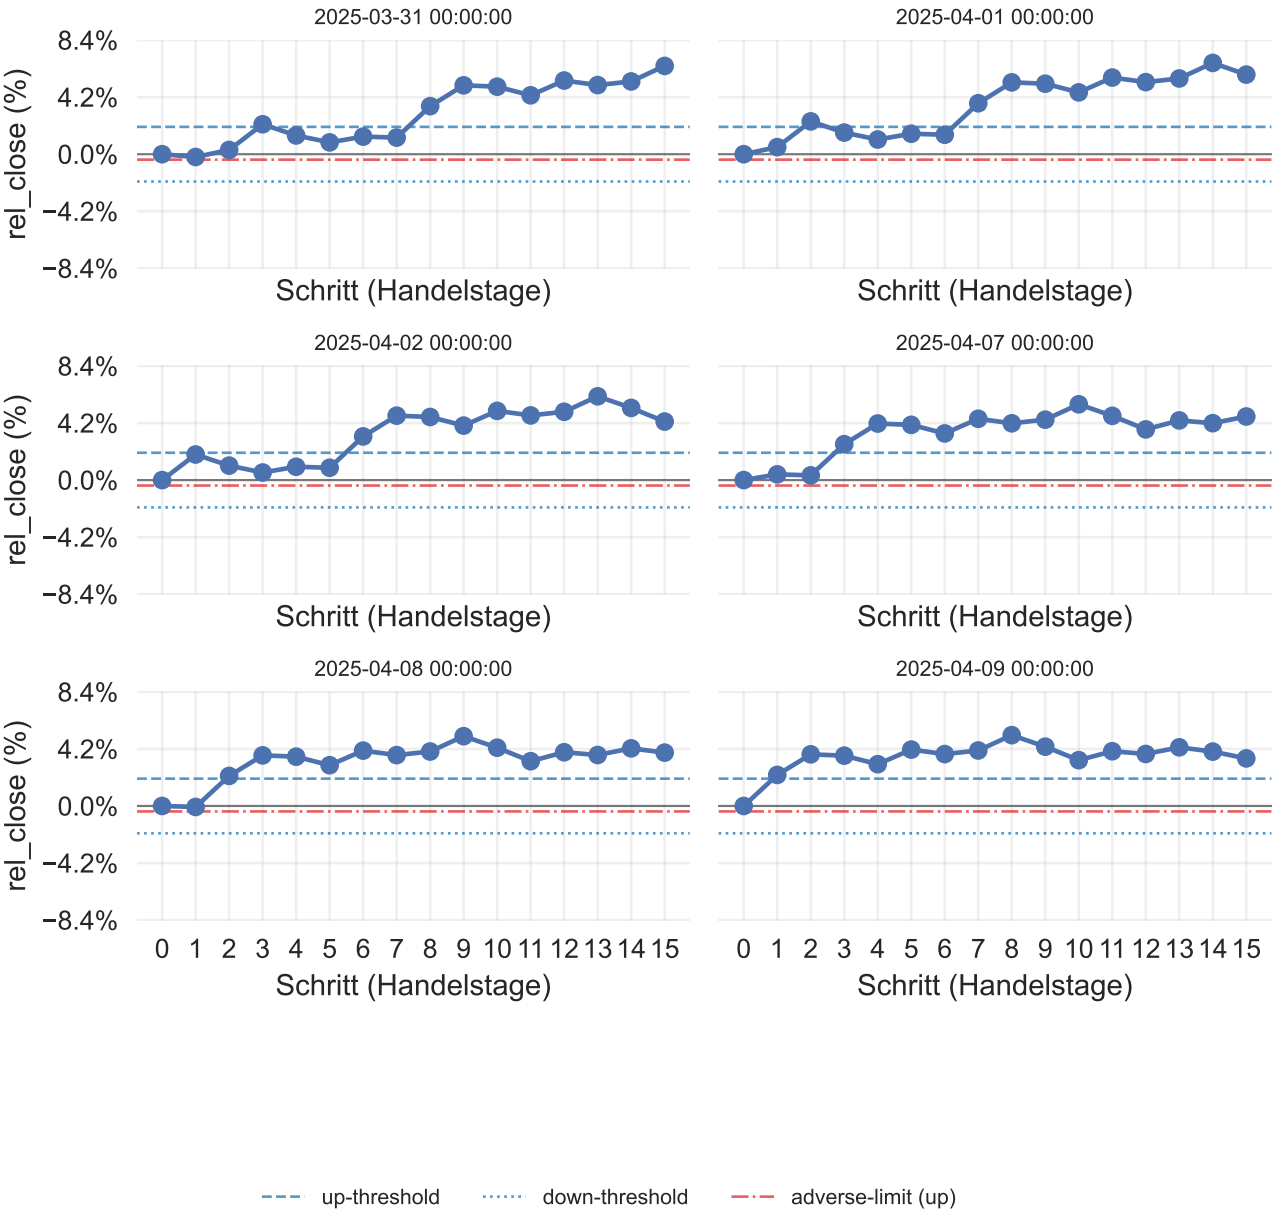 2025-03-31 00:00:00
2025-04-01 00:00:00
8.4%
4.2%
0.0%
−4.2%
−8.4%
rel_close (%)
Schritt (Handelstage)
Schritt (Handelstage)
2025-04-02 00:00:00
2025-04-07 00:00:00
8.4%
4.2%
0.0%
−4.2%
−8.4%
rel_close (%)
Schritt (Handelstage)
Schritt (Handelstage)
2025-04-08 00:00:00
2025-04-09 00:00:00
8.4%
4.2%
0.0%
−4.2%
−8.4%
rel_close (%)
0 1 2 3 4 5 6 7 8 9 10 11 12 13 14 15
0 1 2 3 4 5 6 7 8 9 10 11 12 13 14 15
Schritt (Handelstage)
Schritt (Handelstage)
up-threshold down-threshold adverse-limit (up)